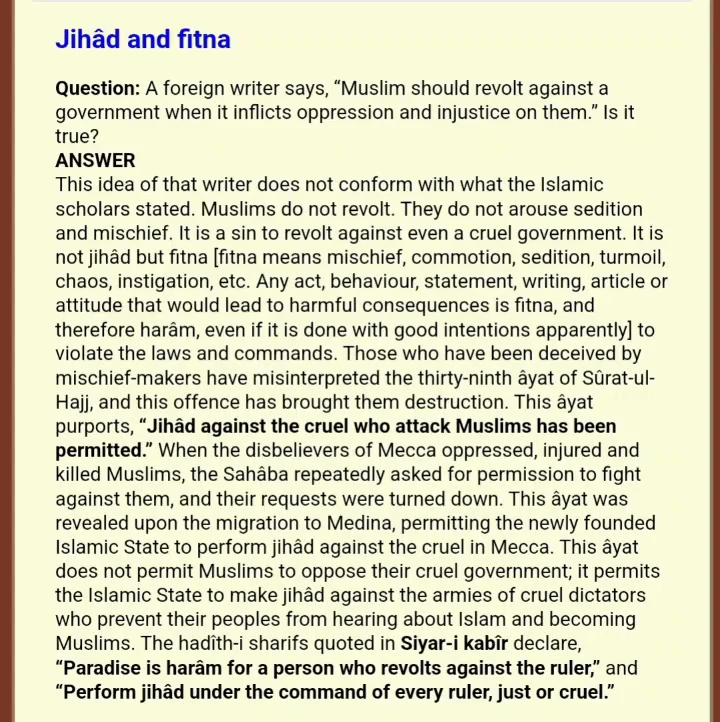 Jihâd and fitna
Question: A foreign writer says, “Muslim should revolt against a
government when it inflicts oppression and injustice on them.” Is it
true?
ANSWER
This idea of that writer does not conform with what the Islamic
scholars stated. Muslims do not revolt. They do not arouse sedition
and mischief. It is a sin to revolt against even a cruel government. It is
not jihâd but fitna [fitna means mischief, commotion, sedition, turmoil,
chaos, instigation, etc. Any act, behaviour, statement, writing, article or
attitude that would lead to harmful consequences is fitna, and
therefore harâm, even if it is done with good intentions apparently] to
violate the laws and commands. Those who have been deceived by
mischief-makers have misinterpreted the thirty-ninth âyat of Sûrat-ul-
Hajj, and this offence has brought them destruction. This âyat
purports, “Jihâd against the cruel who attack Muslims has been
permitted.” When the disbelievers of Mecca oppressed, injured and
killed Muslims, the Sahâba repeatedly asked for permission to fight
against them, and their requests were turned down. This âyat was
revealed upon the migration to Medina, permitting the newly founded
Islamic State to perform jihâd against the cruel in Mecca. This âyat
does not permit Muslims to oppose their cruel government; it permits
the Islamic State to make jihâd against the armies of cruel dictators
who prevent their peoples from hearing about Islam and becoming
Muslims. The hadîth-i sharifs quoted in Siyar-i kabîr declare,
“Paradise is harâm for a person who revolts against the ruler,” and
“Perform jihâd under the command of every ruler, just or cruel.”